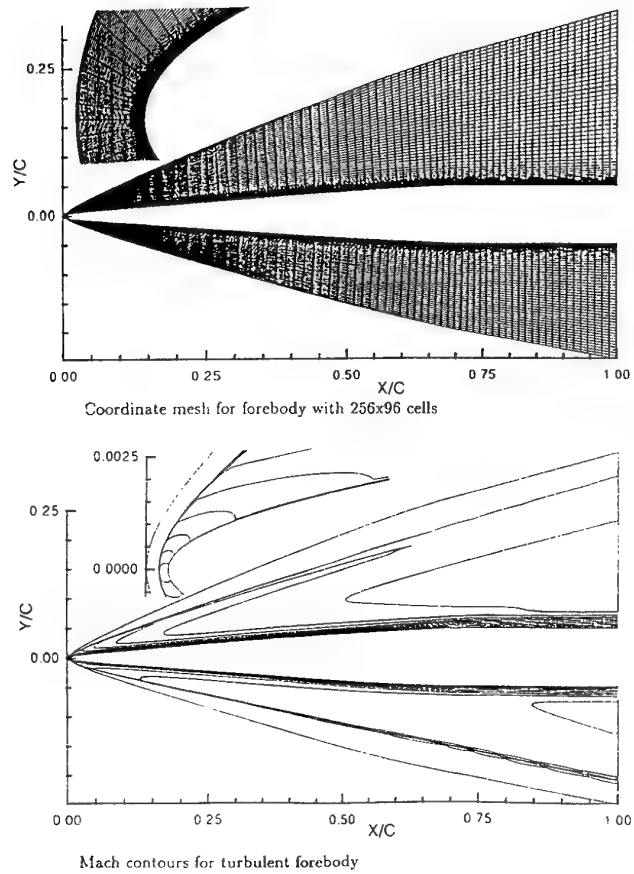 0.25
Y/C
0.00
0 00
0.25
0.50
0.75
1.00
X/C
Coordinate mesh for forebody with 256x96 cells
0.0025
0.25
0 0000
Y/C
0.00
0 00
0 25
0.50
0.75
1 00
X/C
Mach contours for turbulent forebody